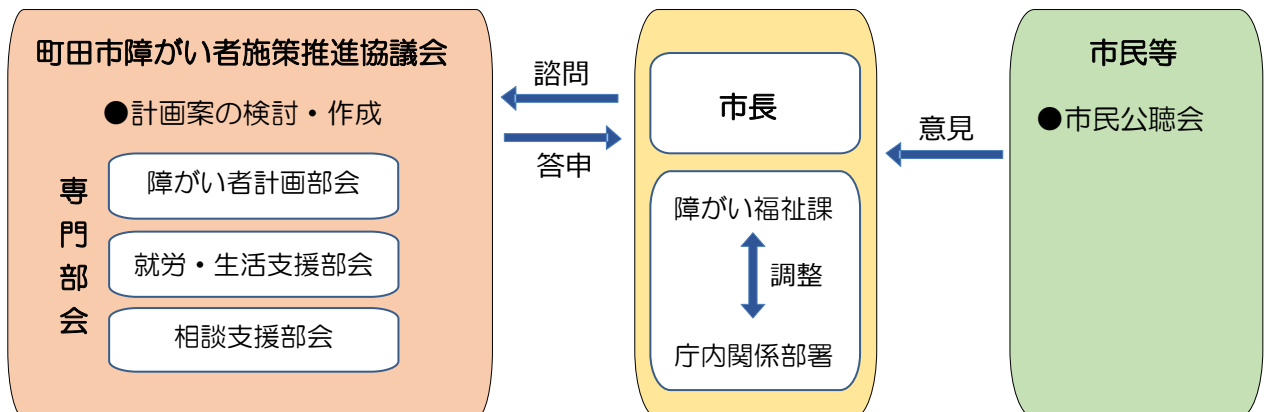 町田市障がい者施策推進協議会
●計画案の検討・作成
専門部会
障がい者計画部会
就労・生活支援部会
相談支援部会
諮問
答申
市長
障がい福祉課
調整
庁内関係部署
意見
市民等
●市民公聴会